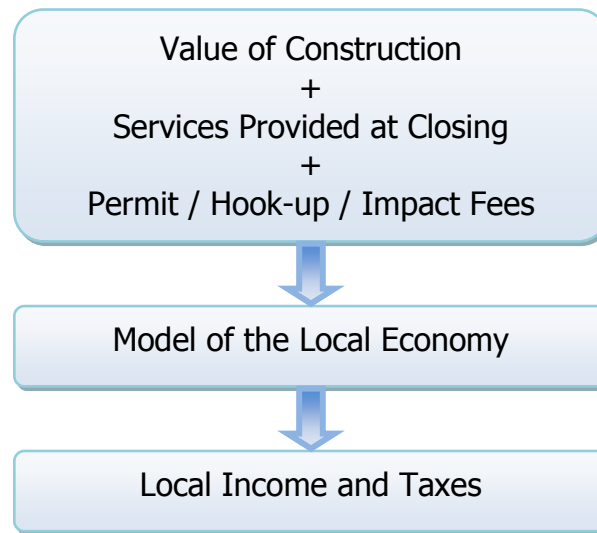 Value of Construction
+
Services Provided at Closing
+
Permit / Hook-up / Impact Fees
Model of the Local Economy
Local Income and Taxes